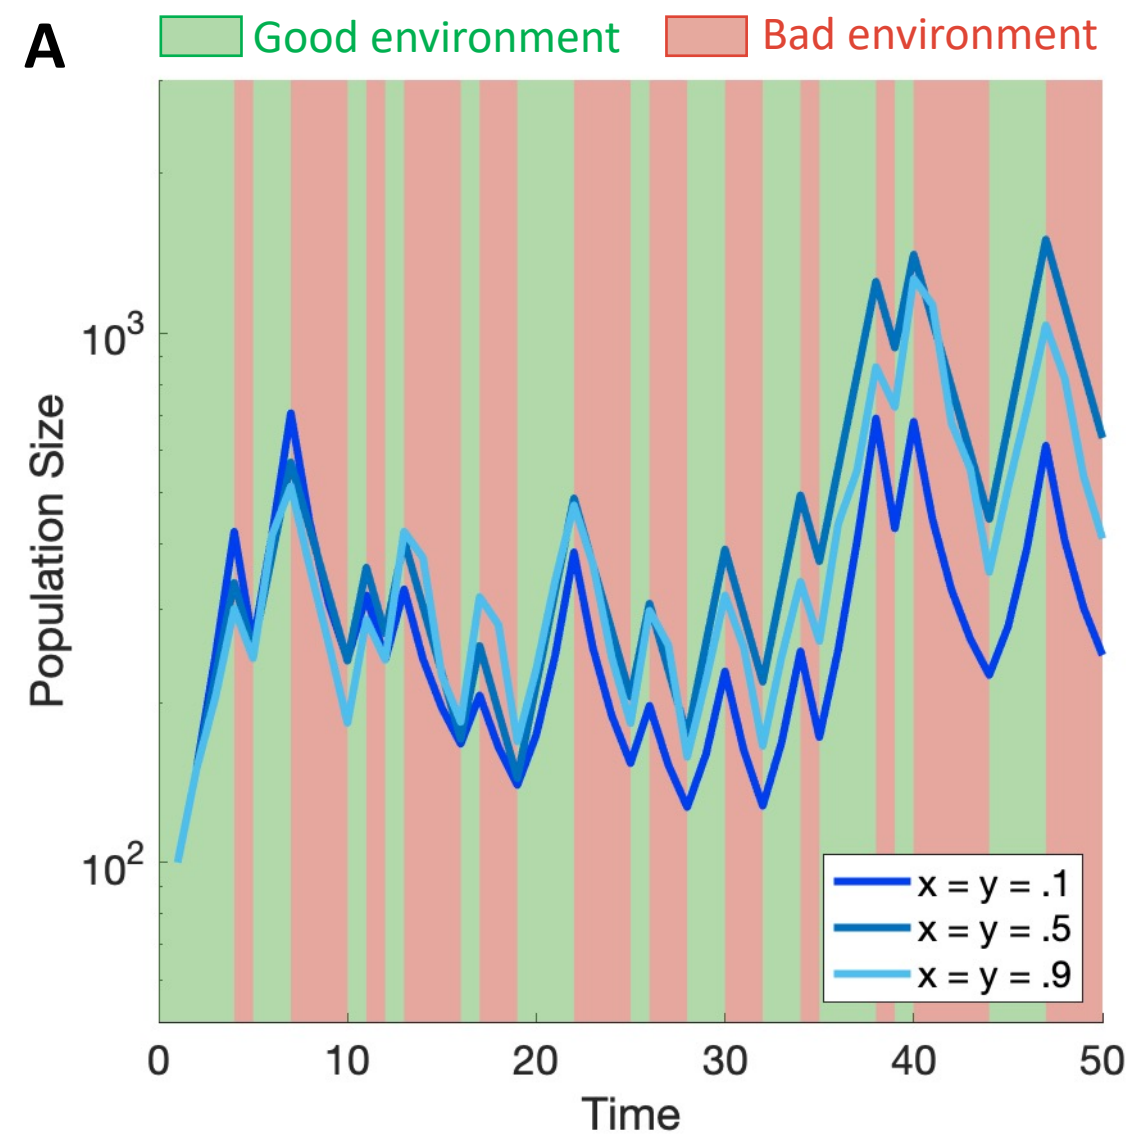 A
Good environment
Bad environment
Population Size
10³
10²
x = y = .1
x = y = .5
x = y = .9
0 10 20 30 40 50
Time